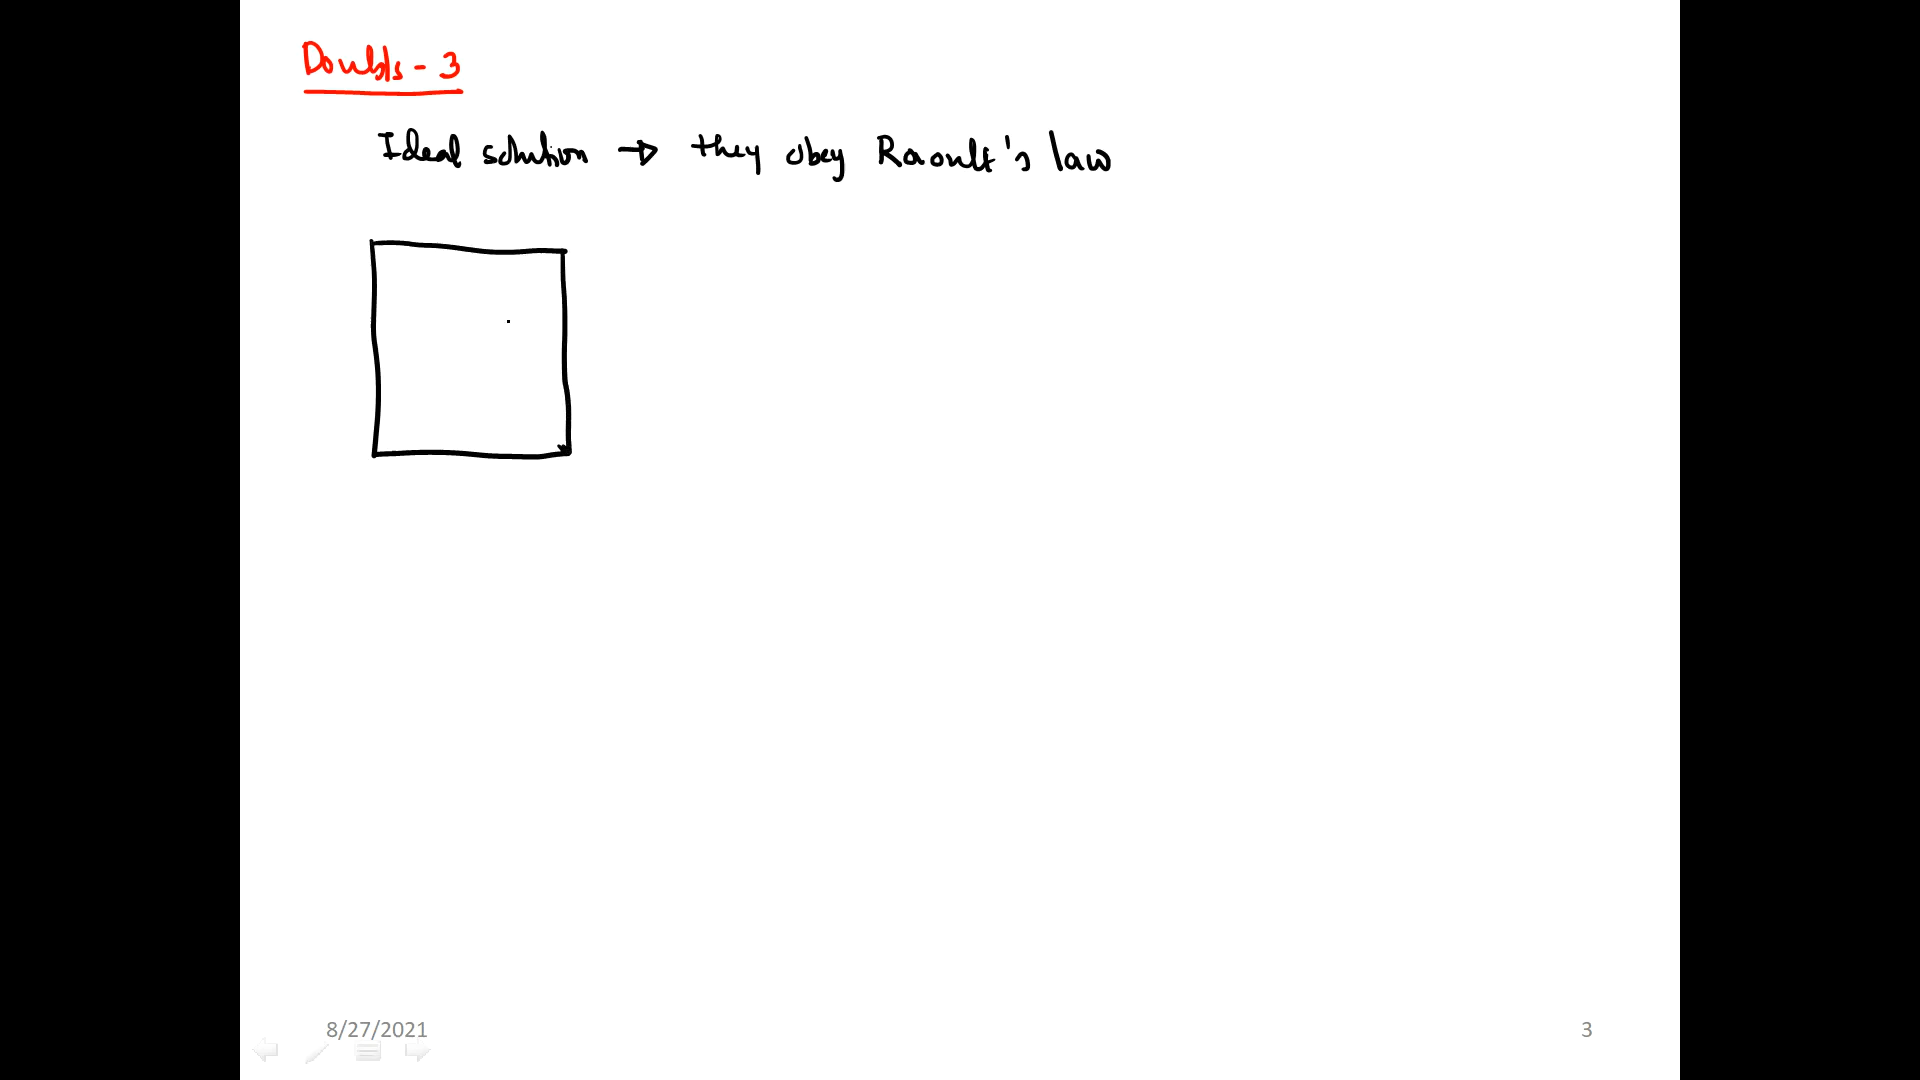 Doubts - 3
Ideal solution → they obey Raoult's law
8/27/2021
3